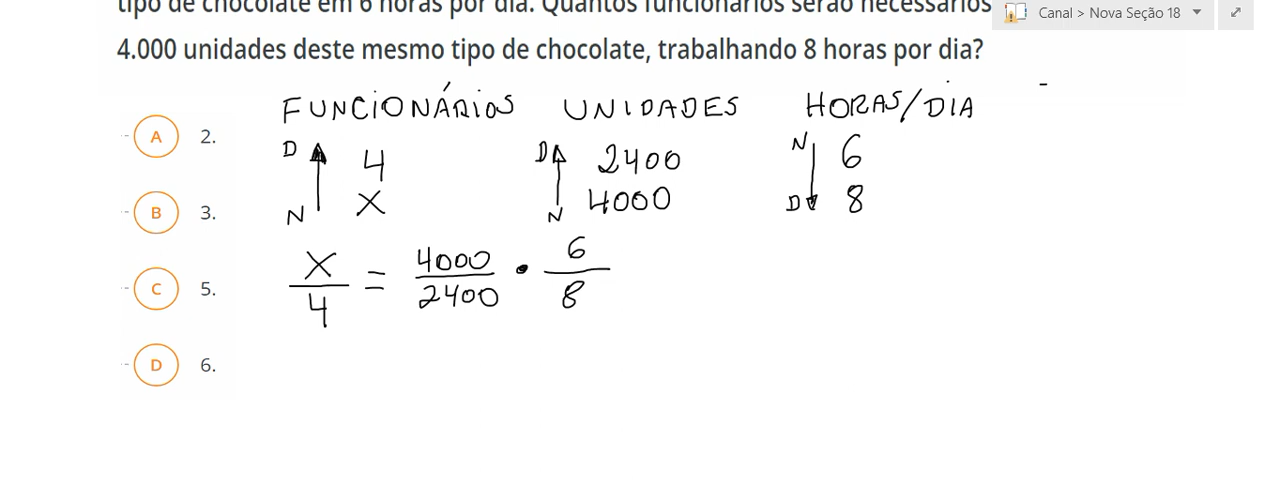 tipo de chocolate em 6 horas por dia. Quantos funcionários serão necessários
Canal > Nova Seção 18
4.000 unidades deste mesmo tipo de chocolate, trabalhando 8 horas por dia?
FUNCIONÁRIOS UNIDADES HORAS/DIA
A 2.
D 4 D 2400 N 6
B 3.
N X N 4000 D 8
X/4 = 4000/2400 • 6/8
C 5.
D 6.